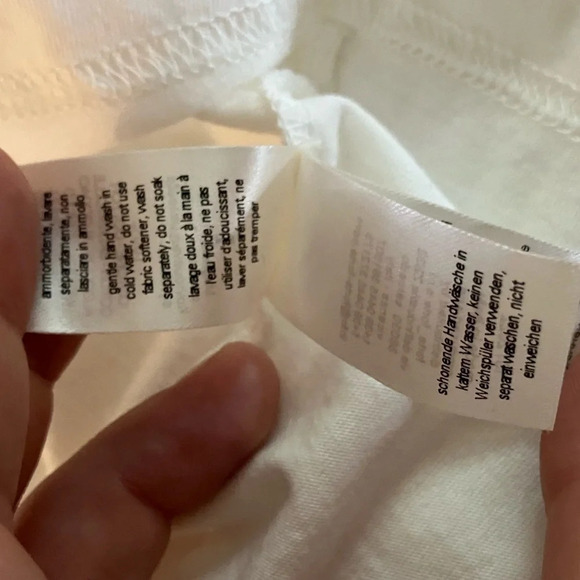 ammorbidente, lavare
separatamente, non
lasciare in ammollo
gentle hand wash in
cold water, do not use
fabric softener, wash
separately, do not soak
lavage doux à la main à
l'eau froide, ne pas
utiliser d'adoucissant,
laver séparément, ne
pas tremper
schonende Handwäsche in
kaltem Wasser, keinen
Weichspüler verwenden,
separat waschen, nicht
einweichen